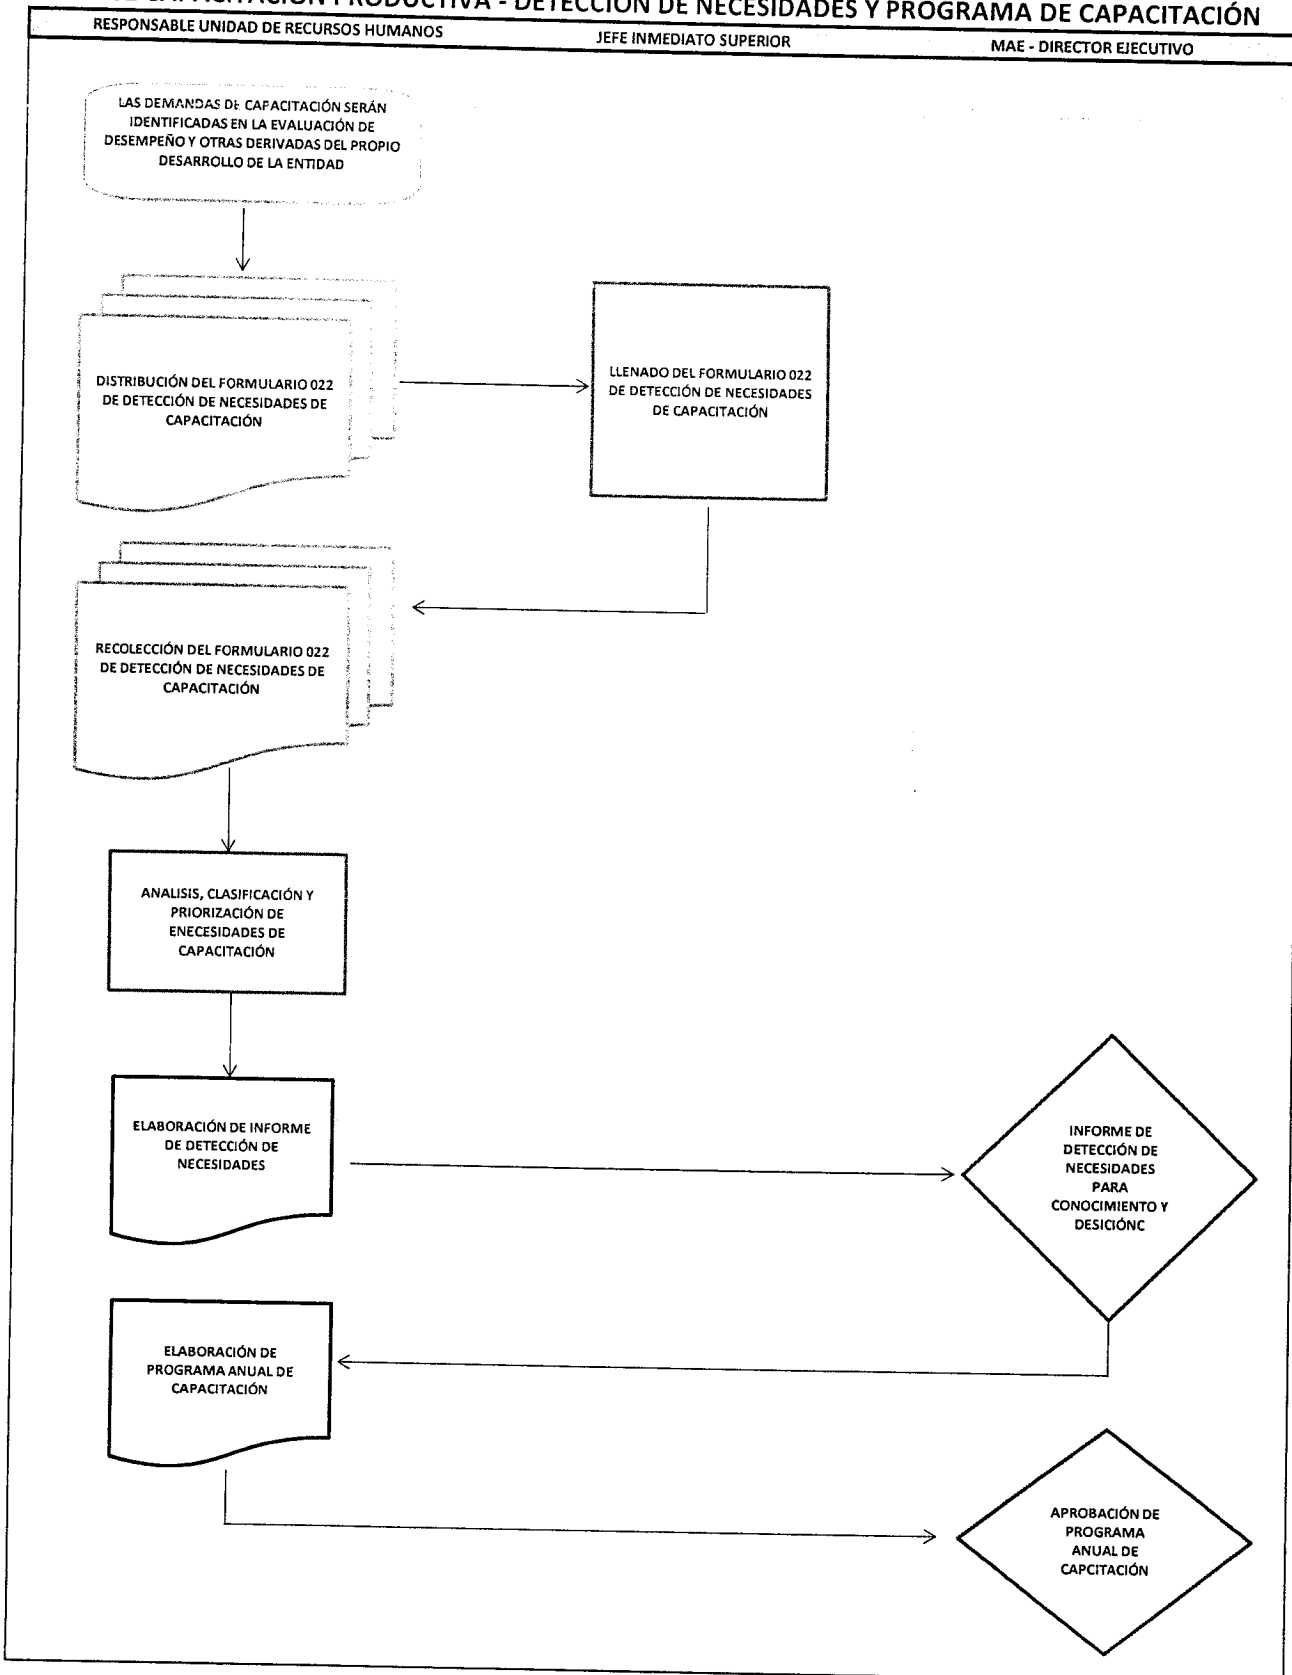 CAPACITACIÓN PRODUCTIVA - DETECCIÓN DE NECESIDADES Y PROGRAMA DE CAPACITACIÓN
RESPONSABLE UNIDAD DE RECURSOS HUMANOS
JEFE INMEDIATO SUPERIOR
MAE - DIRECTOR EJECUTIVO
LAS DEMANDAS DE CAPACITACIÓN SERÁN
IDENTIFICADAS EN LA EVALUACIÓN DE
DESEMPEÑO Y OTRAS DERIVADAS DEL PROPIO
DESARROLLO DE LA ENTIDAD
DISTRIBUCIÓN DEL FORMULARIO 022
DE DETECCIÓN DE NECESIDADES DE
CAPACITACIÓN
LLENADO DEL FORMULARIO 022
DE DETECCIÓN DE NECESIDADES
DE CAPACITACIÓN
RECOLECCIÓN DEL FORMULARIO 022
DE DETECCIÓN DE NECESIDADES DE
CAPACITACIÓN
ANALISIS, CLASIFICACIÓN Y
PRIORIZACIÓN DE
ENECESIDADES DE
CAPACITACIÓN
ELABORACIÓN DE INFORME
DE DETECCIÓN DE
NECESIDADES
INFORME DE
DETECCIÓN DE
NECESIDADES
PARA
CONOCIMIENTO Y
DESICIÓNC
ELABORACIÓN DE
PROGRAMA ANUAL DE
CAPACITACIÓN
APROBACIÓN DE
PROGRAMA
ANUAL DE
CAPCITACIÓN